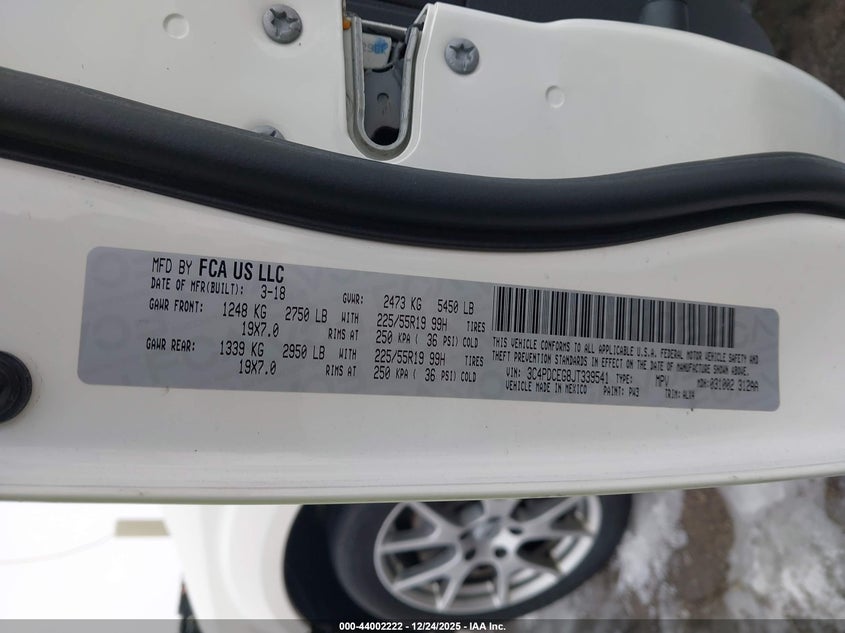 MFD BY FCA US LLC
DATE OF MFR(BUILT): 3-18 GVWR: 2473 KG 5450 LB
GAWR FRONT: 1248 KG 2750 LB WITH 225/55R19 99H TIRES
19X7.0 RIMS AT 250 KPA ( 36 PSI) COLD
GAWR REAR: 1339 KG 2950 LB WITH 225/55R19 99H TIRES
19X7.0 RIMS AT 250 KPA ( 36 PSI) COLD
THIS VEHICLE CONFORMS TO ALL APPLICABLE U.S.A. FEDERAL MOTOR VEHICLE SAFETY AND
THEFT PREVENTION STANDARDS IN EFFECT ON THE DATE OF MANUFACTURE SHOWN ABOVE.
VIN: 3C4PDCEG8JT339541 TYPE: MPV MDH: 031002 312AA
VEHICLE MADE IN MEXICO PAINT: PW3 TRIM: ALX9
000-44002222 - 12/24/2025 - IAA Inc.